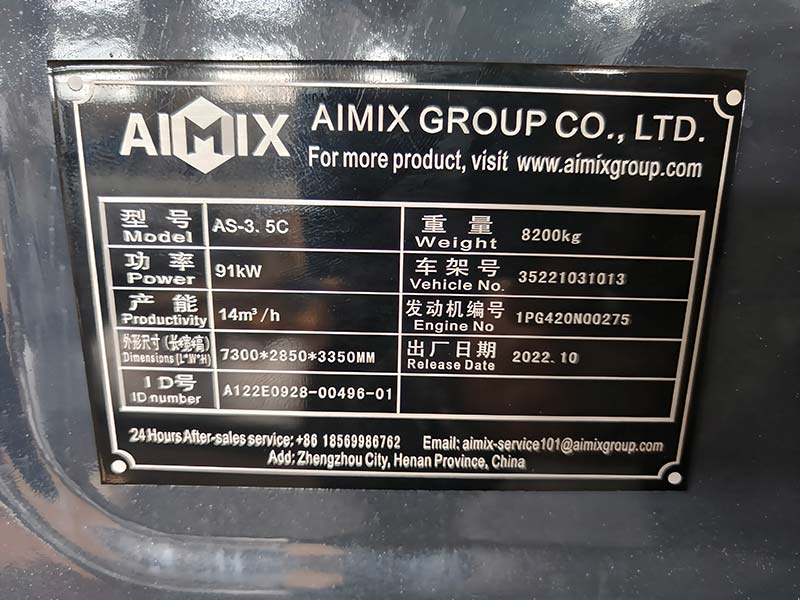 AIMIX AIMIX GROUP CO., LTD.
For more product, visit www.aimixgroup.com
型号 Model AS-3.5C 重量 Weight 8200kg
功率 Power 91kW 车架号 Vehicle No. 35221031013
产能 Productivity 14m³/h 发动机编号 Engine No 1PG420N00275
外形尺寸(长*宽*高) Dimensions(L*W*H) 7300*2850*3350MM 出厂日期 Release Date 2022.10
ID号 ID number A122E0928-00496-01
24 Hours After-sales service: +86 18569986762 Email: aimix-service101@aimixgroup.com
Add: Zhengzhou City, Henan Province, China